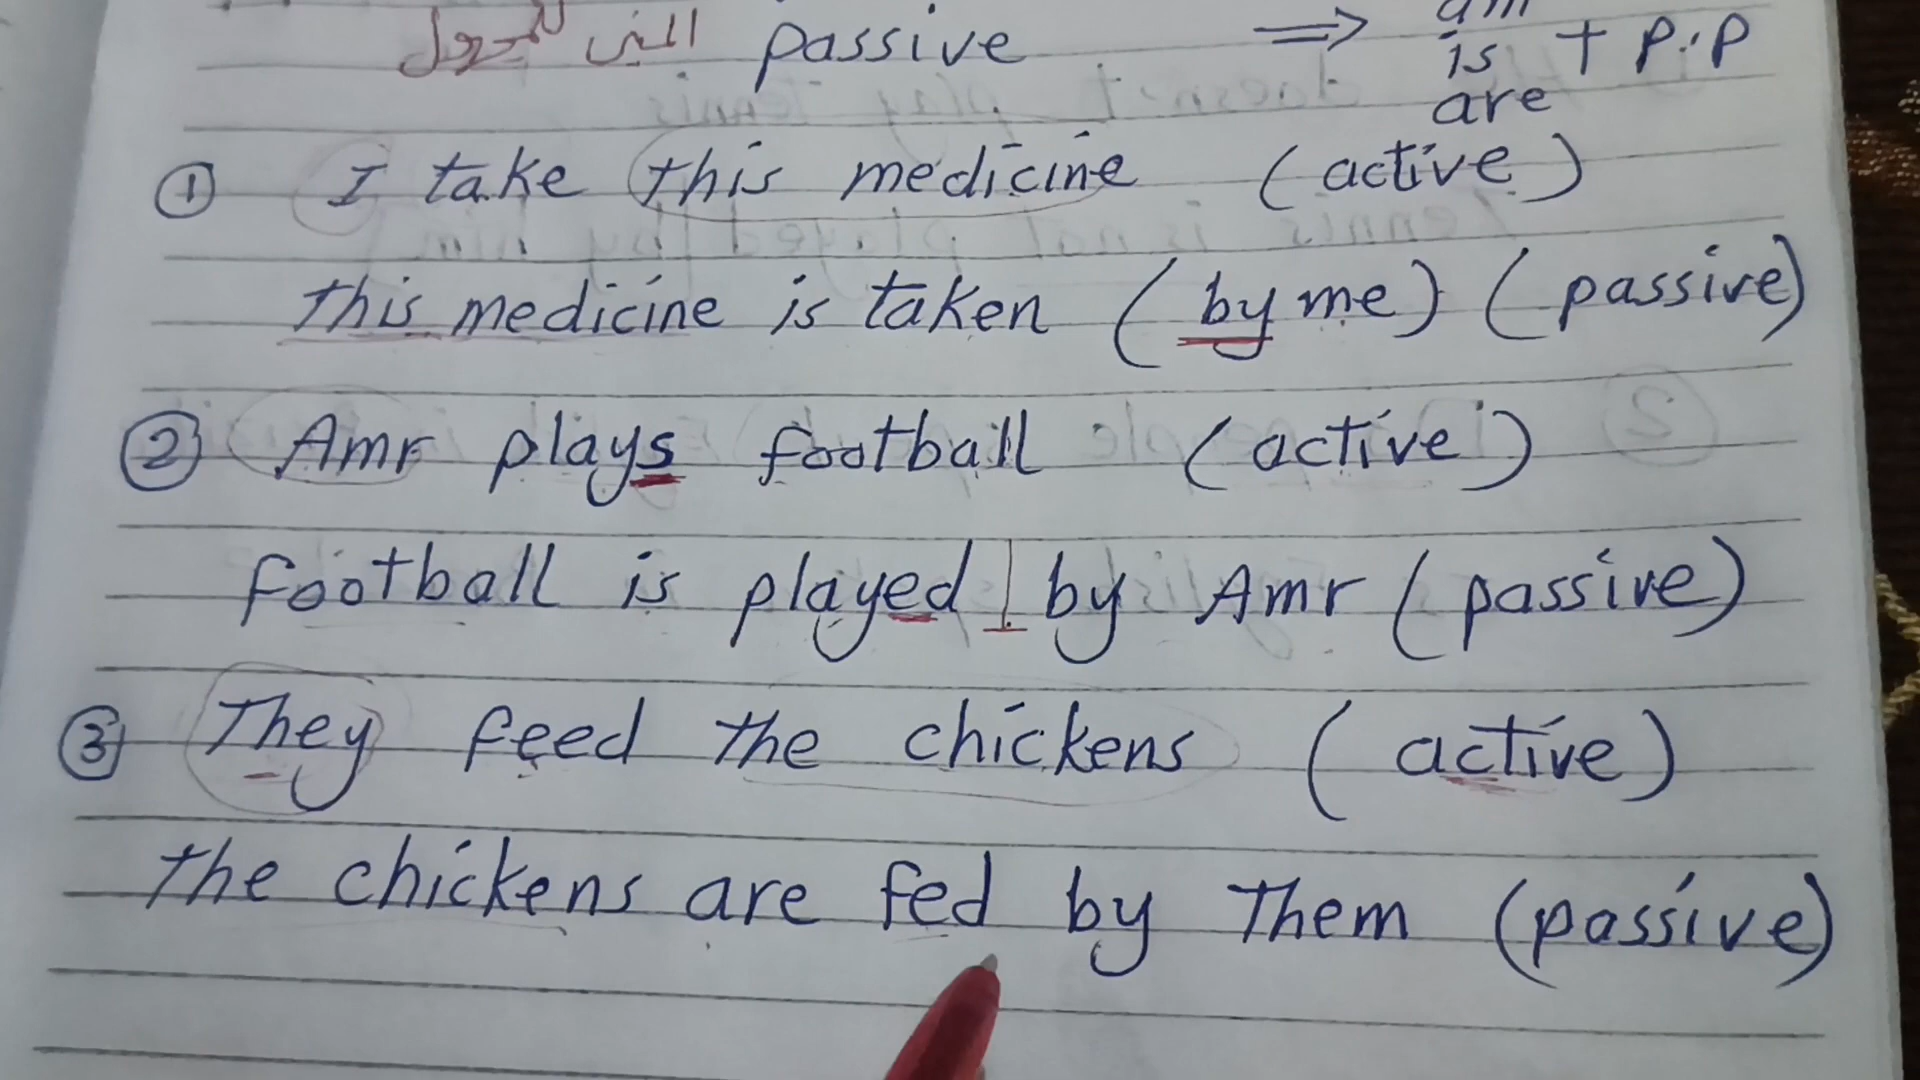 المبنى للمجهول passive ⇒ am is are + p.p
① I take this medicine (active)
this medicine is taken (by me) (passive)
② Amr plays football (active)
football is played by Amr (passive)
③ They feed the chickens (active)
the chickens are fed by Them (passive)